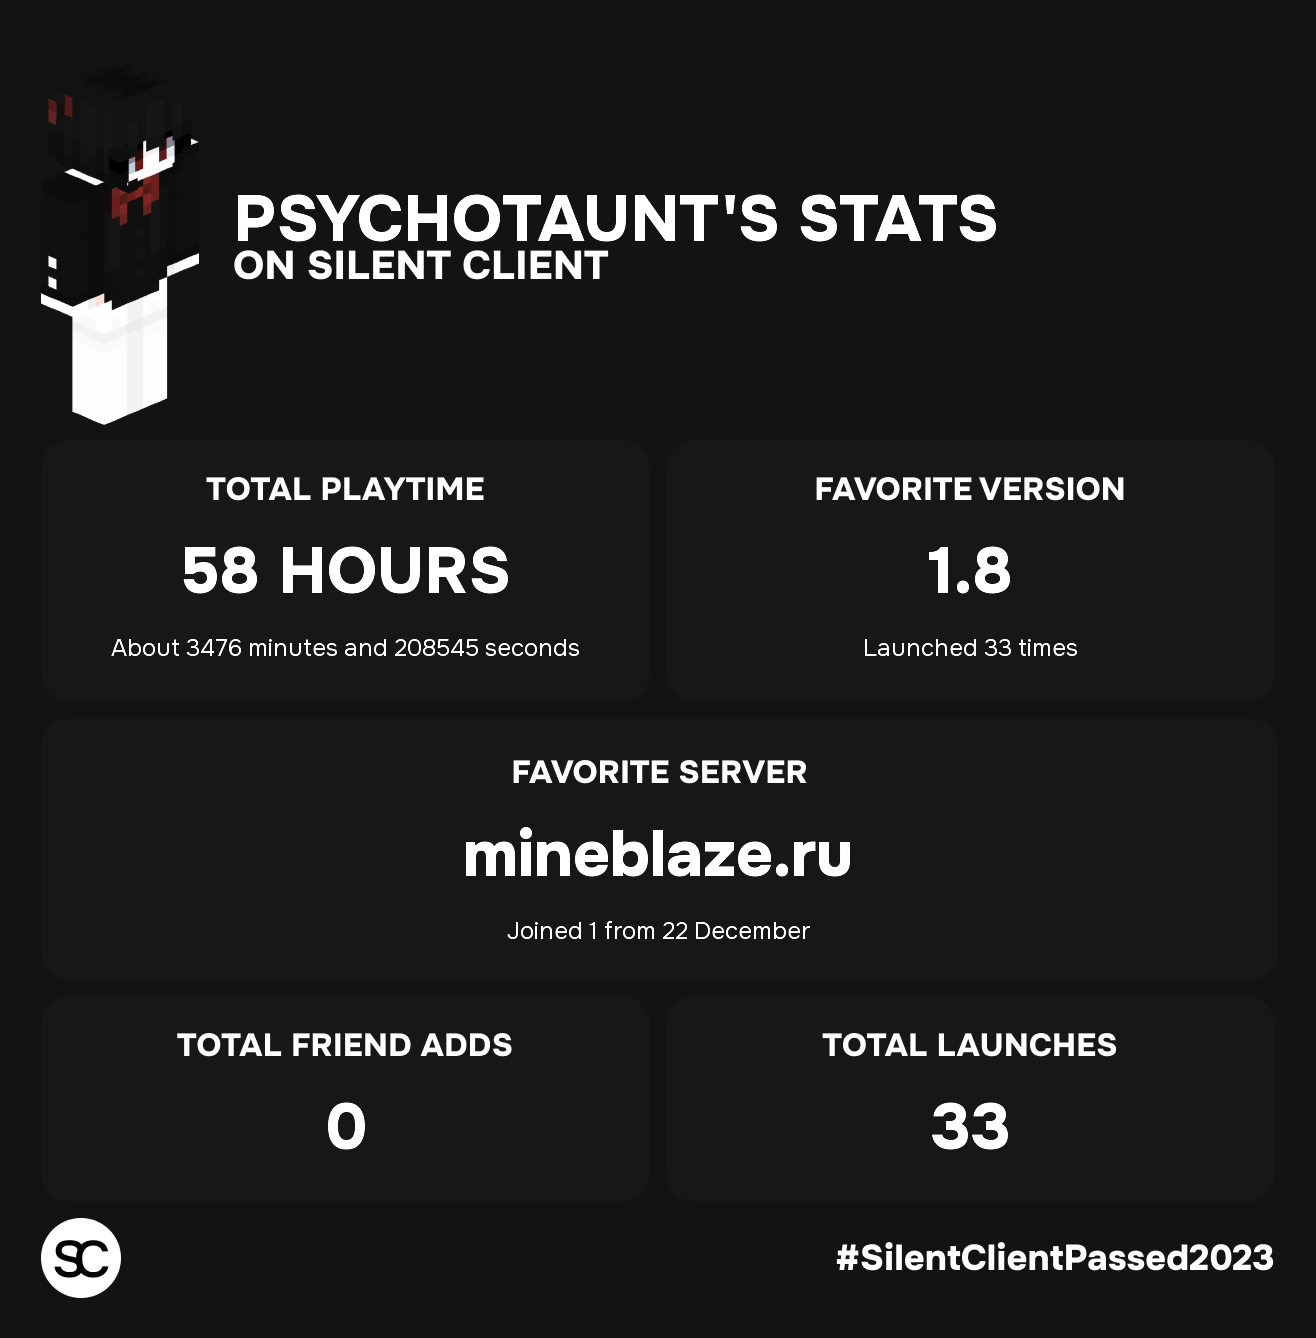 PSYCHOTAUNT'S STATS
ON SILENT CLIENT
TOTAL PLAYTIME
58 HOURS
About 3476 minutes and 208545 seconds
FAVORITE VERSION
1.8
Launched 33 times
FAVORITE SERVER
mineblaze.ru
Joined 1 from 22 December
TOTAL FRIEND ADDS
0
TOTAL LAUNCHES
33
SC
#SilentClientPassed2023